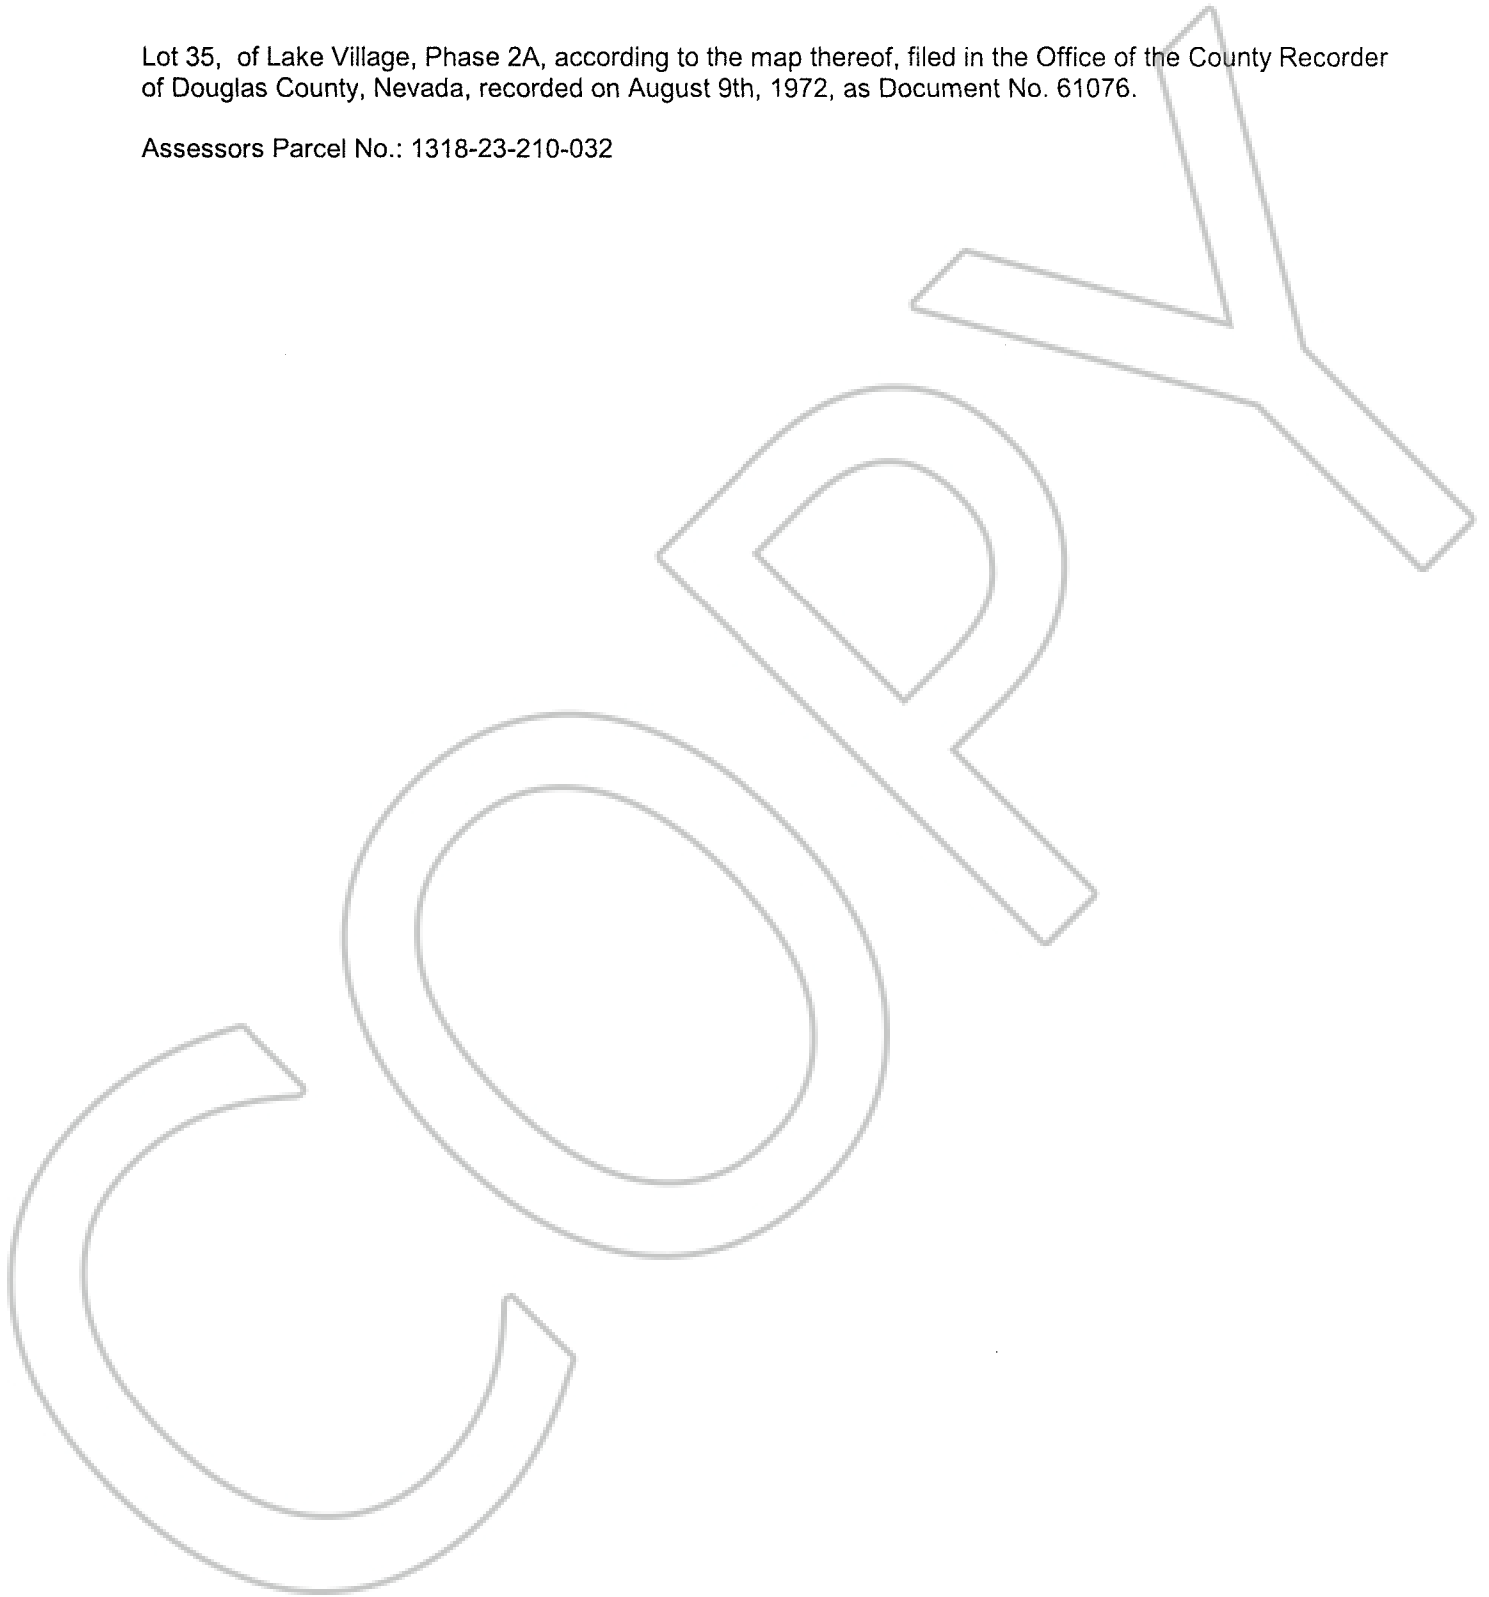 Lot 35,  of Lake Village, Phase 2A, according to the map thereof, filed in the Office of the County Recorder
of Douglas County, Nevada, recorded on August 9th, 1972, as Document No. 61076.
Assessors Parcel No.: 1318-23-210-032
COPY